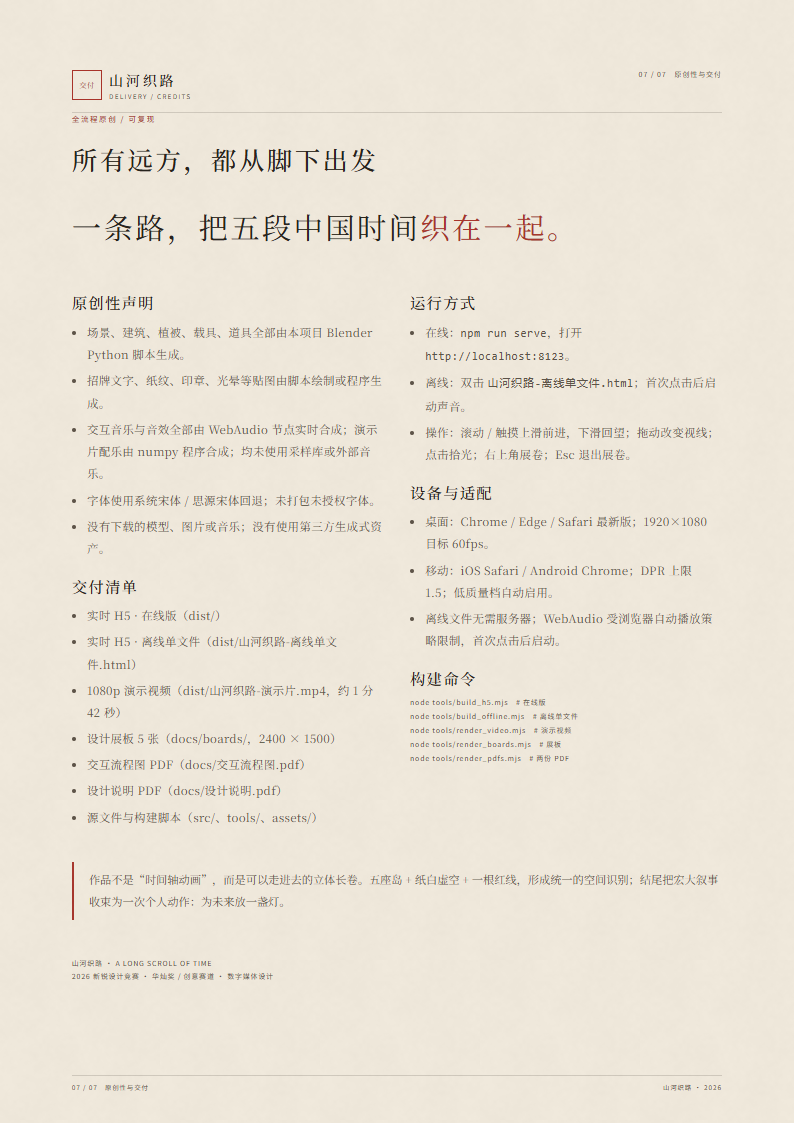 交付
山河织路
DELIVERY / CREDITS
07 / 07 原创性与交付
全流程原创 / 可复现
所有远方，都从脚下出发
一条路，把五段中国时间织在一起。
原创性声明
场景、建筑、植被、载具、道具全部由本项目 Blender
Python 脚本生成。
招牌文字、纸纹、印章、光晕等贴图由脚本绘制或程序生
成。
交互音乐与音效全部由 WebAudio 节点实时合成；演示
片配乐由 numpy 程序合成；均未使用采样库或外部音
乐。
字体使用系统宋体 / 思源宋体回退；未打包未授权字体。
没有下载的模型、图片或音乐；没有使用第三方生成式资
产。
交付清单
实时 H5 · 在线版（dist/）
实时 H5 · 离线单文件（dist/山河织路-离线单文
件.html）
1080p 演示视频（dist/山河织路-演示片.mp4，约 1 分
42 秒）
设计展板 5 张（docs/boards/，2400 × 1500）
交互流程图 PDF（docs/交互流程图.pdf）
设计说明 PDF（docs/设计说明.pdf）
源文件与构建脚本（src/、tools/、assets/）
运行方式
在线：npm run serve，打开
http://localhost:8123。
离线：双击 山河织路-离线单文件.html；首次点击后启
动声音。
操作：滚动 / 触摸上滑前进，下滑回望；拖动改变视线；
点击拾光；右上角展卷；Esc 退出展卷。
设备与适配
桌面：Chrome / Edge / Safari 最新版；1920×1080
目标 60fps。
移动：iOS Safari / Android Chrome；DPR 上限
1.5；低质量档自动启用。
离线文件无需服务器；WebAudio 受浏览器自动播放策
略限制，首次点击后启动。
构建命令
node tools/build_h5.mjs # 在线版
node tools/build_offline.mjs # 离线单文件
node tools/render_video.mjs # 演示视频
node tools/render_boards.mjs # 展板
node tools/render_pdfs.mjs # 两份 PDF
作品不是“时间轴动画”，而是可以走进去的立体长卷。五座岛 + 纸白虚空 + 一根红线，形成统一的空间识别；结尾把宏大叙事
收束为一次个人动作：为未来放一盏灯。
山河织路 · A LONG SCROLL OF TIME
2026 新锐设计竞赛 · 华灿奖 / 创意赛道 · 数字媒体设计
07 / 07 原创性与交付
山河织路 · 2026